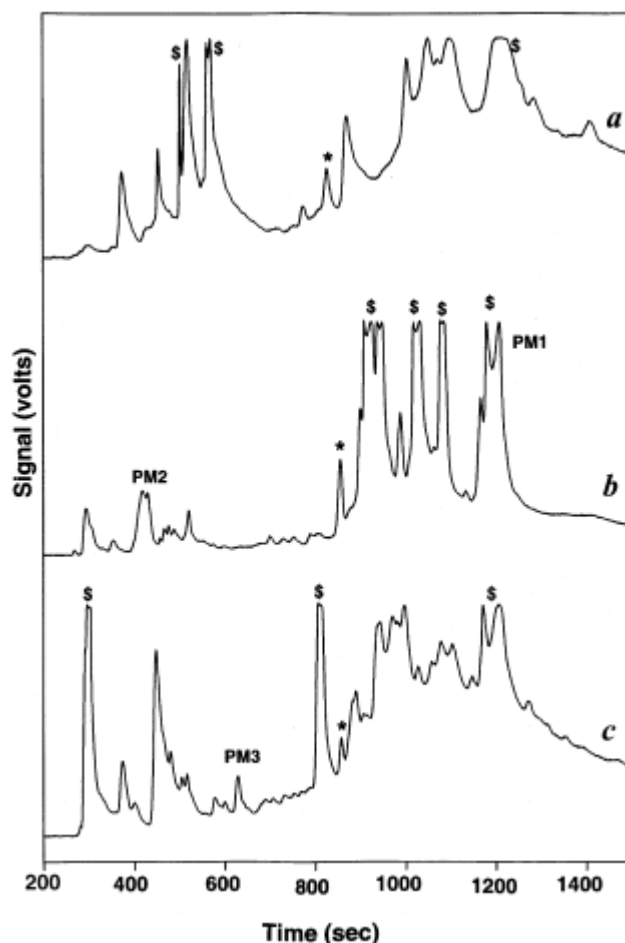 $ $ $
a
*
$ $ $ $
PM1
*
PM2
b
$ $ $
c
*
PM3
Signal (volts)
200 400 600 800 1000 1200 1400
Time (sec)